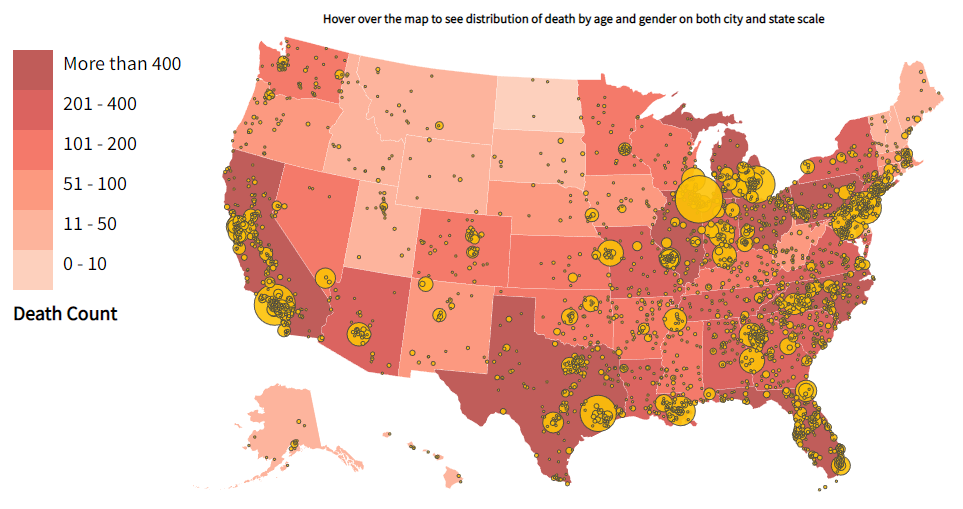 Hover over the map to see distribution of death by age and gender on both city and state scale
More than 400
201 - 400
101 - 200
51 - 100
11 - 50
0 - 10
Death Count